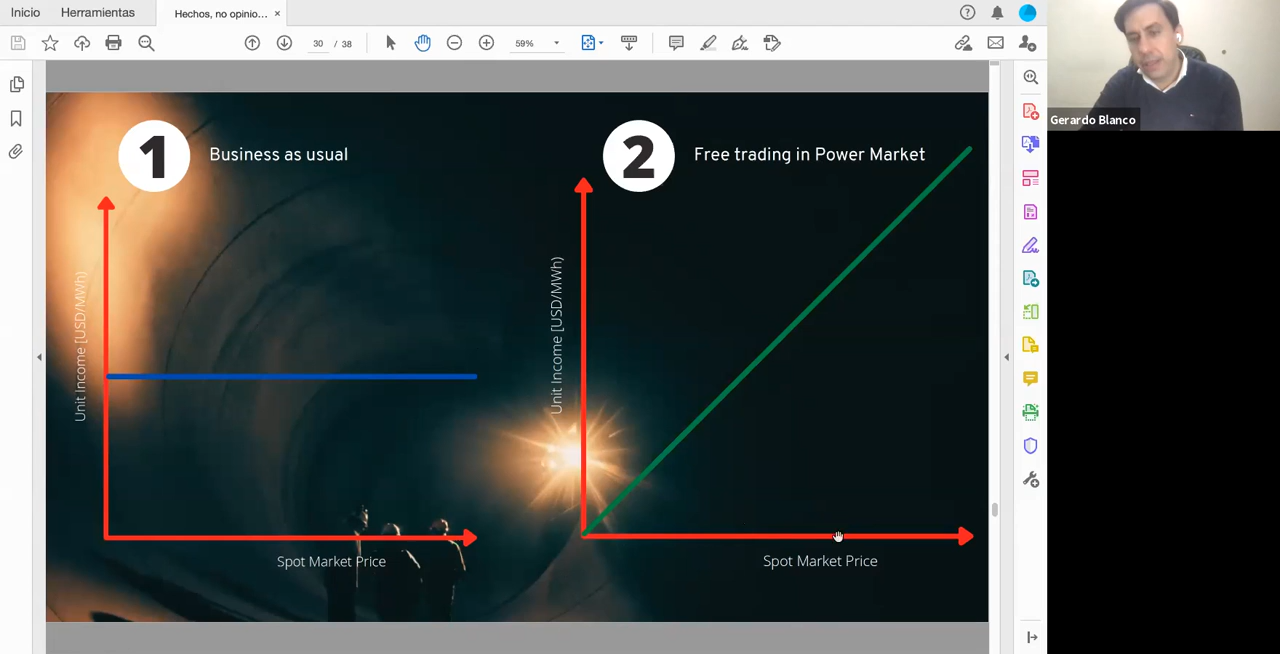 Inicio
Herramientas
Hechos, no opinio...
30 / 38
59%
Gerardo Blanco
1
Business as usual
Unit Income [USD/MWh)
Spot Market Price
2
Free trading in Power Market
Unit Income [USD/MWh)
Spot Market Price